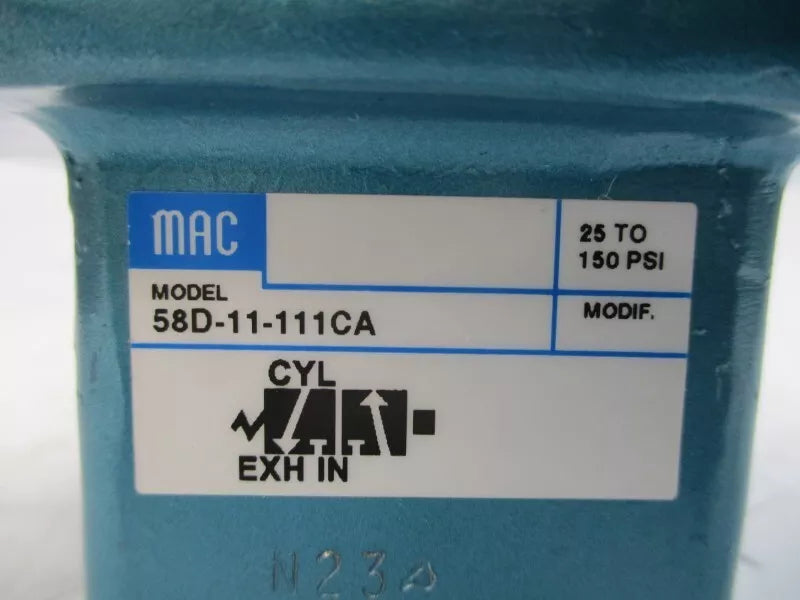 MAC
25 TO
150 PSI
MODEL
58D-11-111CA
MODIF.
CYL
EXH IN